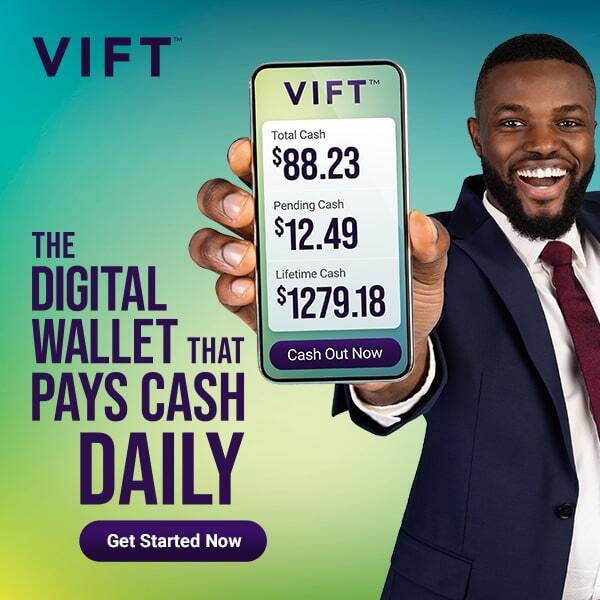 VIFT™
VIFT™
Total Cash
$88.23
Pending Cash
$12.49
Lifetime Cash
$1279.18
Cash Out Now
THE
DIGITAL
WALLET THAT
PAYS CASH
DAILY
Get Started Now